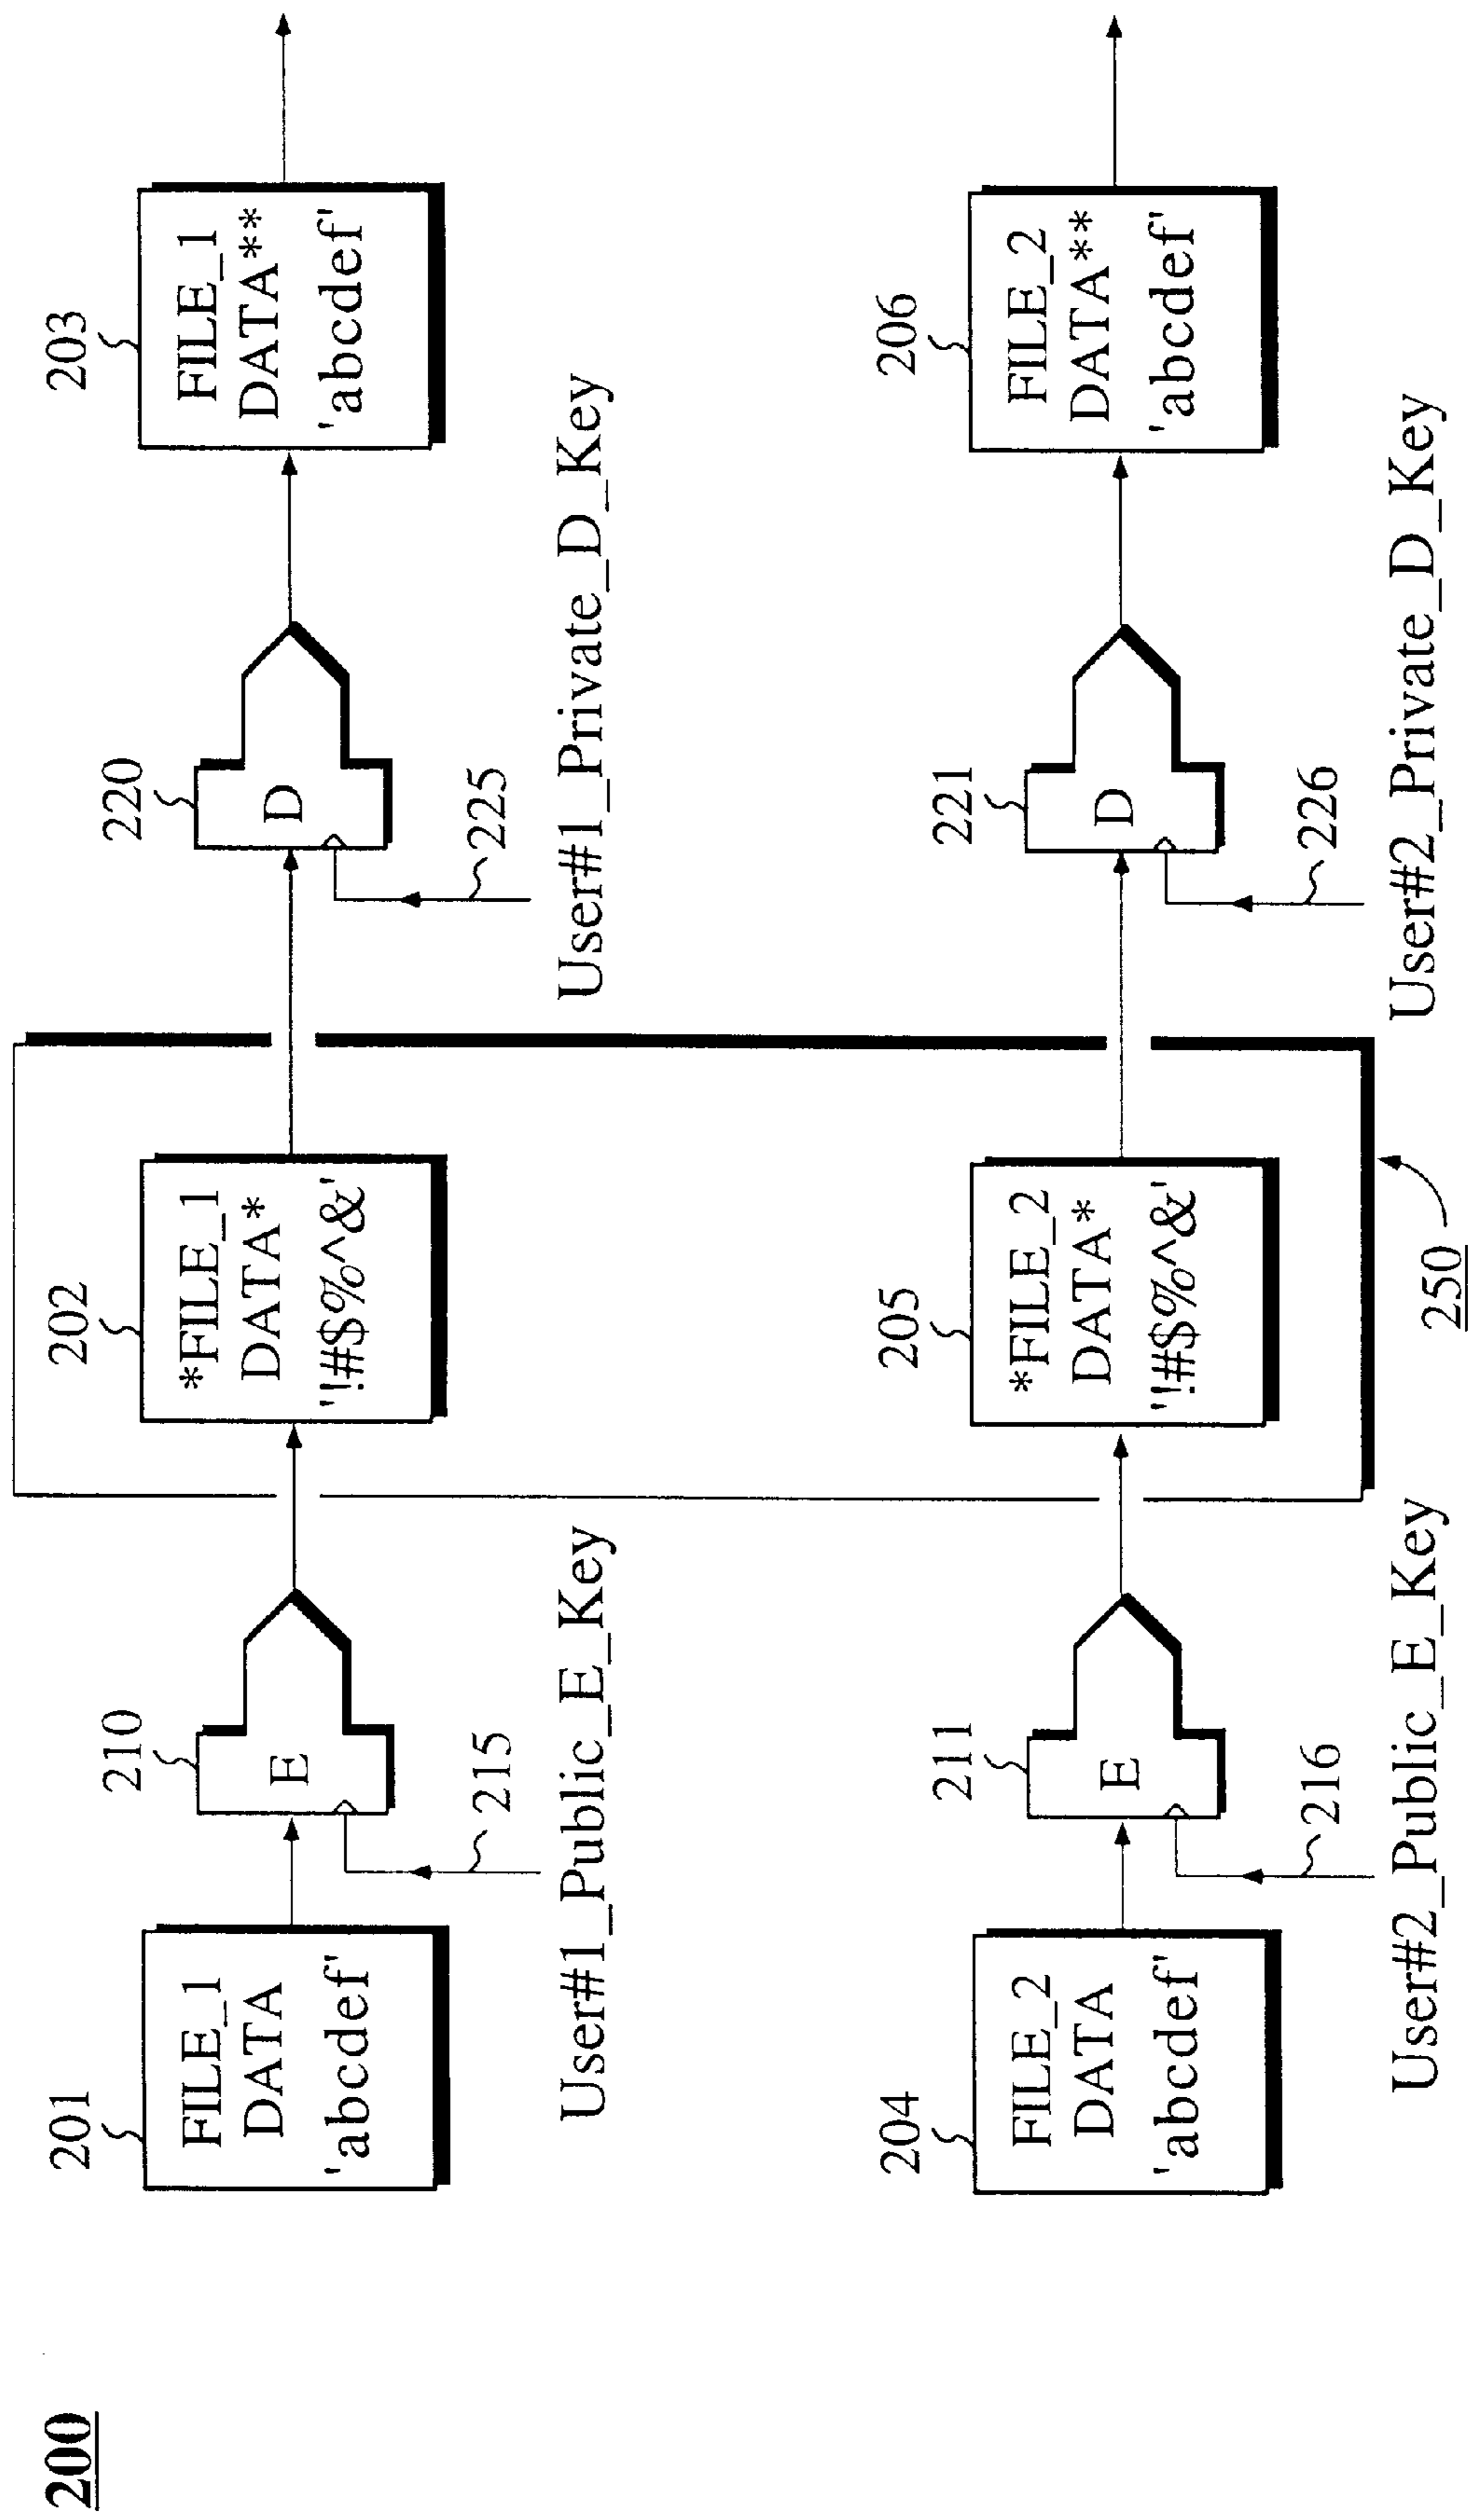 200
201
FILE_1
DATA
'abcdef'
210
E
215
User#1_Public_E_Key
202
*FILE_1
DATA*
'!#$%^&'
220
D
225
User#1_Private_D_Key
203
FILE_1
DATA**
'abcdef'
204
FILE_2
DATA
'abcdef'
211
E
216
User#2_Public_E_Key
205
*FILE_2
DATA*
'!#$%^&'
250
221
D
226
User#2_Private_D_Key
206
FILE_2
DATA**
'abcdef'